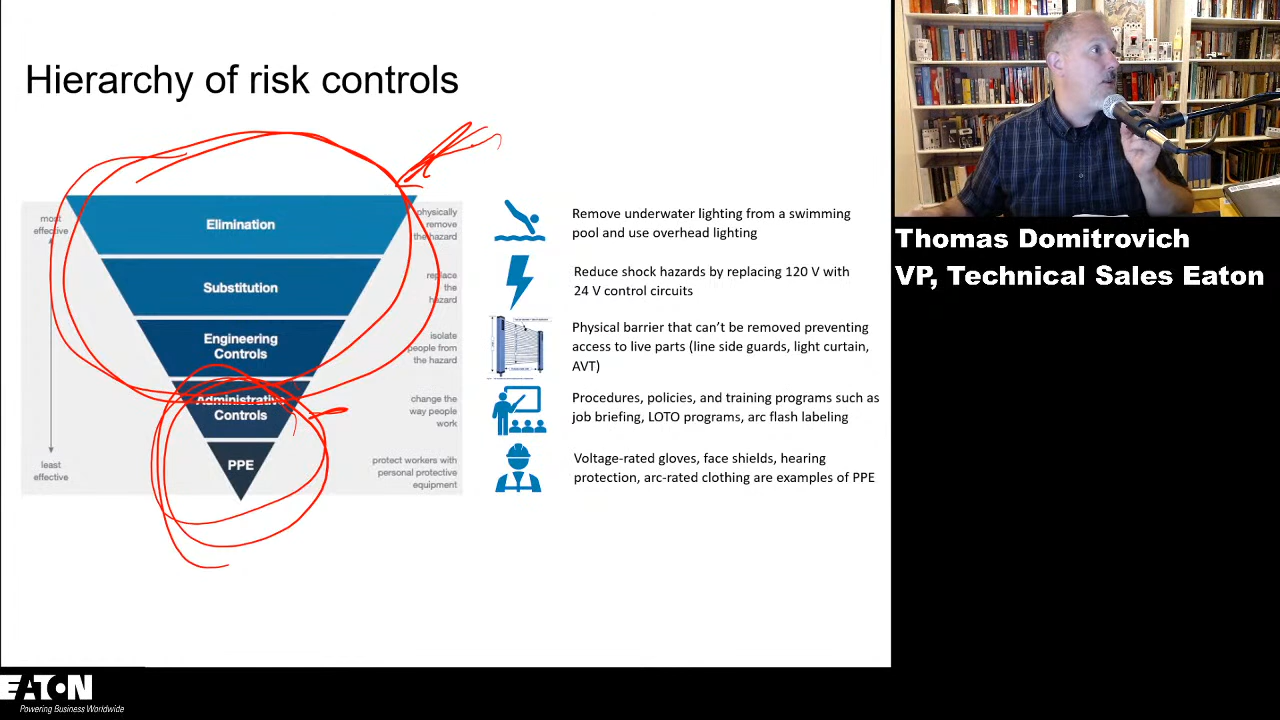 Hierarchy of risk controls
most
effective
least
effective
Elimination
Substitution
Engineering
Controls
Administrative
Controls
PPE
physically
remove
the hazard
replace
the
hazard
isolate
people from
the hazard
change the
way people
work
protect workers with
personal protective
equipment
Remove underwater lighting from a swimming
pool and use overhead lighting
Reduce shock hazards by replacing 120 V with
24 V control circuits
Physical barrier that can't be removed preventing
access to live parts (line side guards, light curtain,
AVT)
Procedures, policies, and training programs such as
job briefing, LOTO programs, arc flash labeling
Voltage-rated gloves, face shields, hearing
protection, arc-rated clothing are examples of PPE
Thomas Domitrovich
VP, Technical Sales Eaton
EATON
Powering Business Worldwide